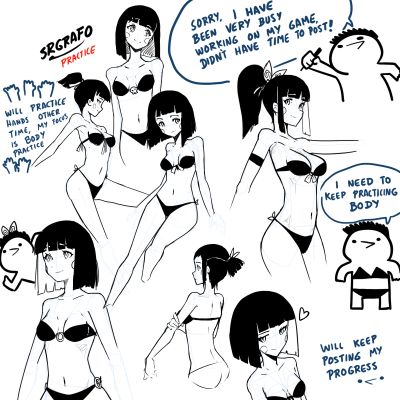 SRGRAFO
PRACTICE
SORRY, I HAVE
BEEN VERY BUSY
WORKING ON MY GAME,
DIDN'T HAVE TIME TO POST!
WILL PRACTICE
HANDS OTHER
TIME, MY FOCUS
IS BODY
PRACTICE
I NEED TO
KEEP PRACTICING
BODY
WILL KEEP
POSTING MY
PROGRESS